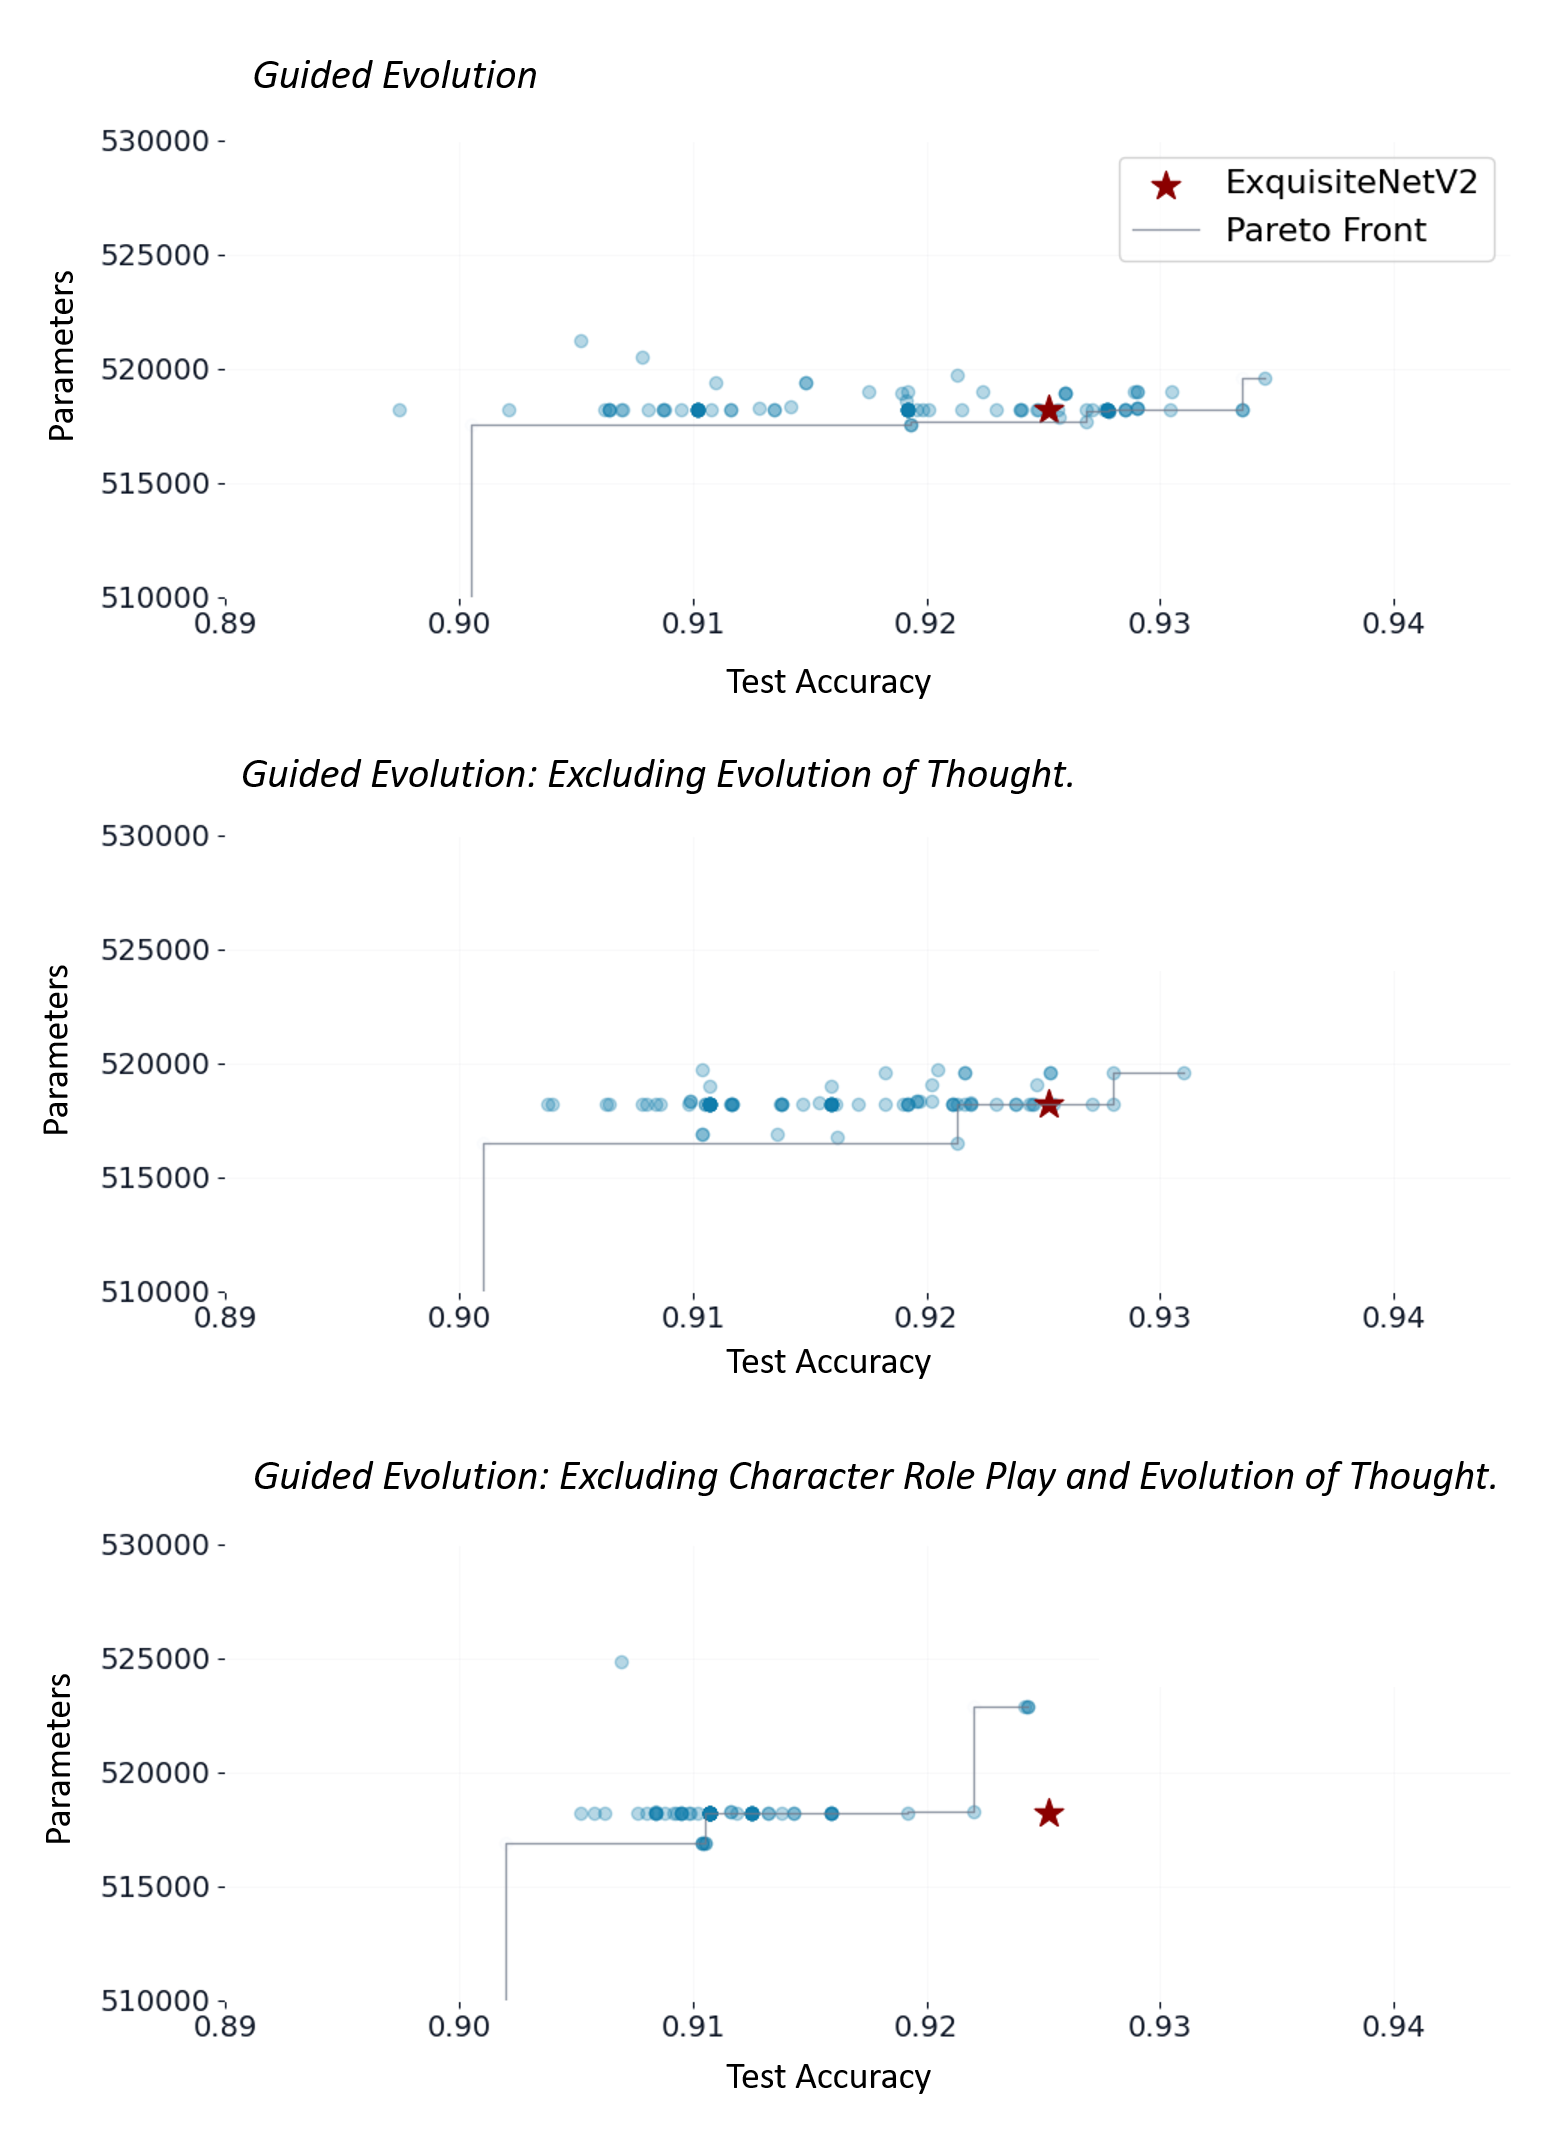 Guided Evolution
530000
525000
520000
515000
510000
Parameters
ExquisiteNetV2
Pareto Front
0.89 0.90 0.91 0.92 0.93 0.94
Test Accuracy
Guided Evolution: Excluding Evolution of Thought.
530000
525000
520000
515000
510000
Parameters
0.89 0.90 0.91 0.92 0.93 0.94
Test Accuracy
Guided Evolution: Excluding Character Role Play and Evolution of Thought.
530000
525000
520000
515000
510000
Parameters
0.89 0.90 0.91 0.92 0.93 0.94
Test Accuracy